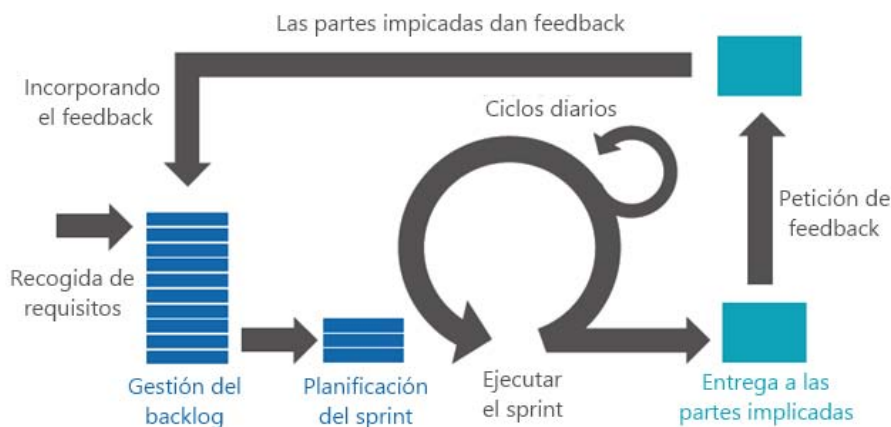 Las partes impicadas dan feedback
Incorporando
el feedback
Ciclos diarios
Petición de
feedback
Recogida de
requisitos
Gestión del
backlog
Planificación
del sprint
Ejecutar
el sprint
Entrega a las
partes implicadas